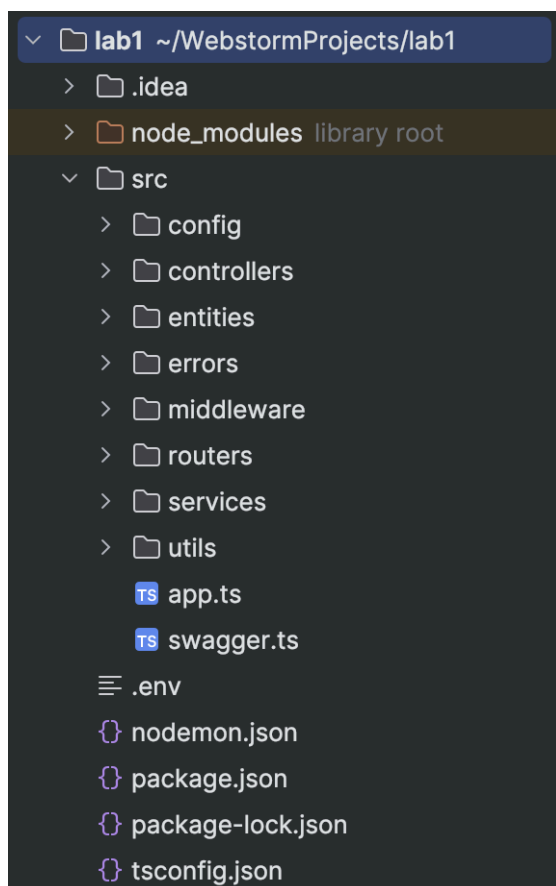 lab1 ~/WebstormProjects/lab1
.idea
node_modules library root
src
config
controllers
entities
errors
middleware
routers
services
utils
TS app.ts
TS swagger.ts
.env
{} nodemon.json
{} package.json
{} package-lock.json
{} tsconfig.json